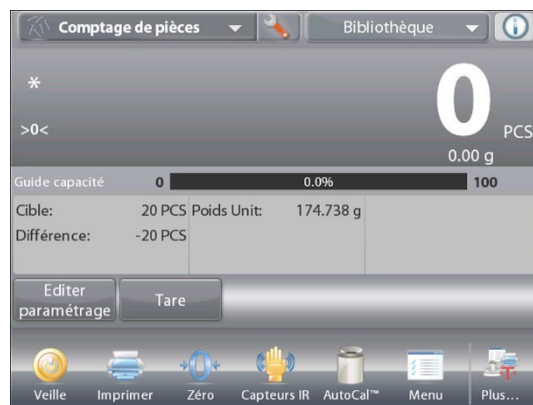 Comptage de pièces Bibliothèque
*
0 PCS
>0<
0.00 g
Guide capacité 0 0.0% 100
Cible: 20 PCS Poids Unit: 174.738 g
Différence: -20 PCS
Editer
paramétrage
Tare
Veille Imprimer Zéro Capteurs IR AutoCal™ Menu Plus...